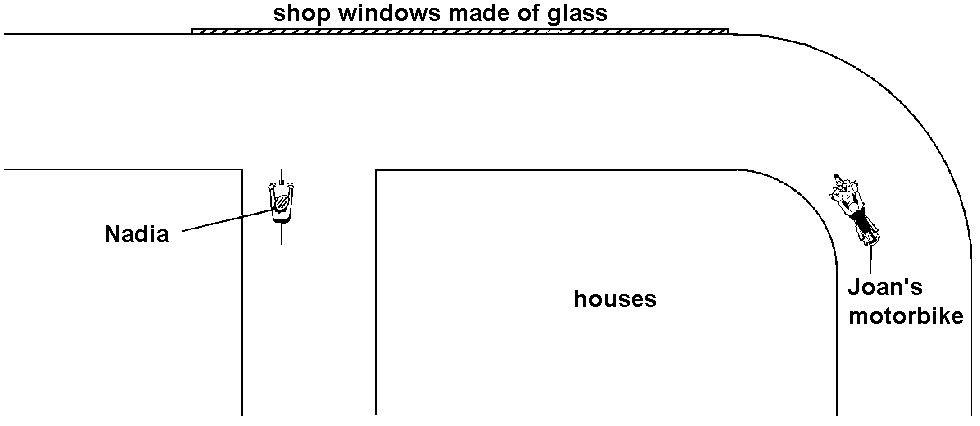 shop windows made of glass
Nadia
houses
Joan's
motorbike